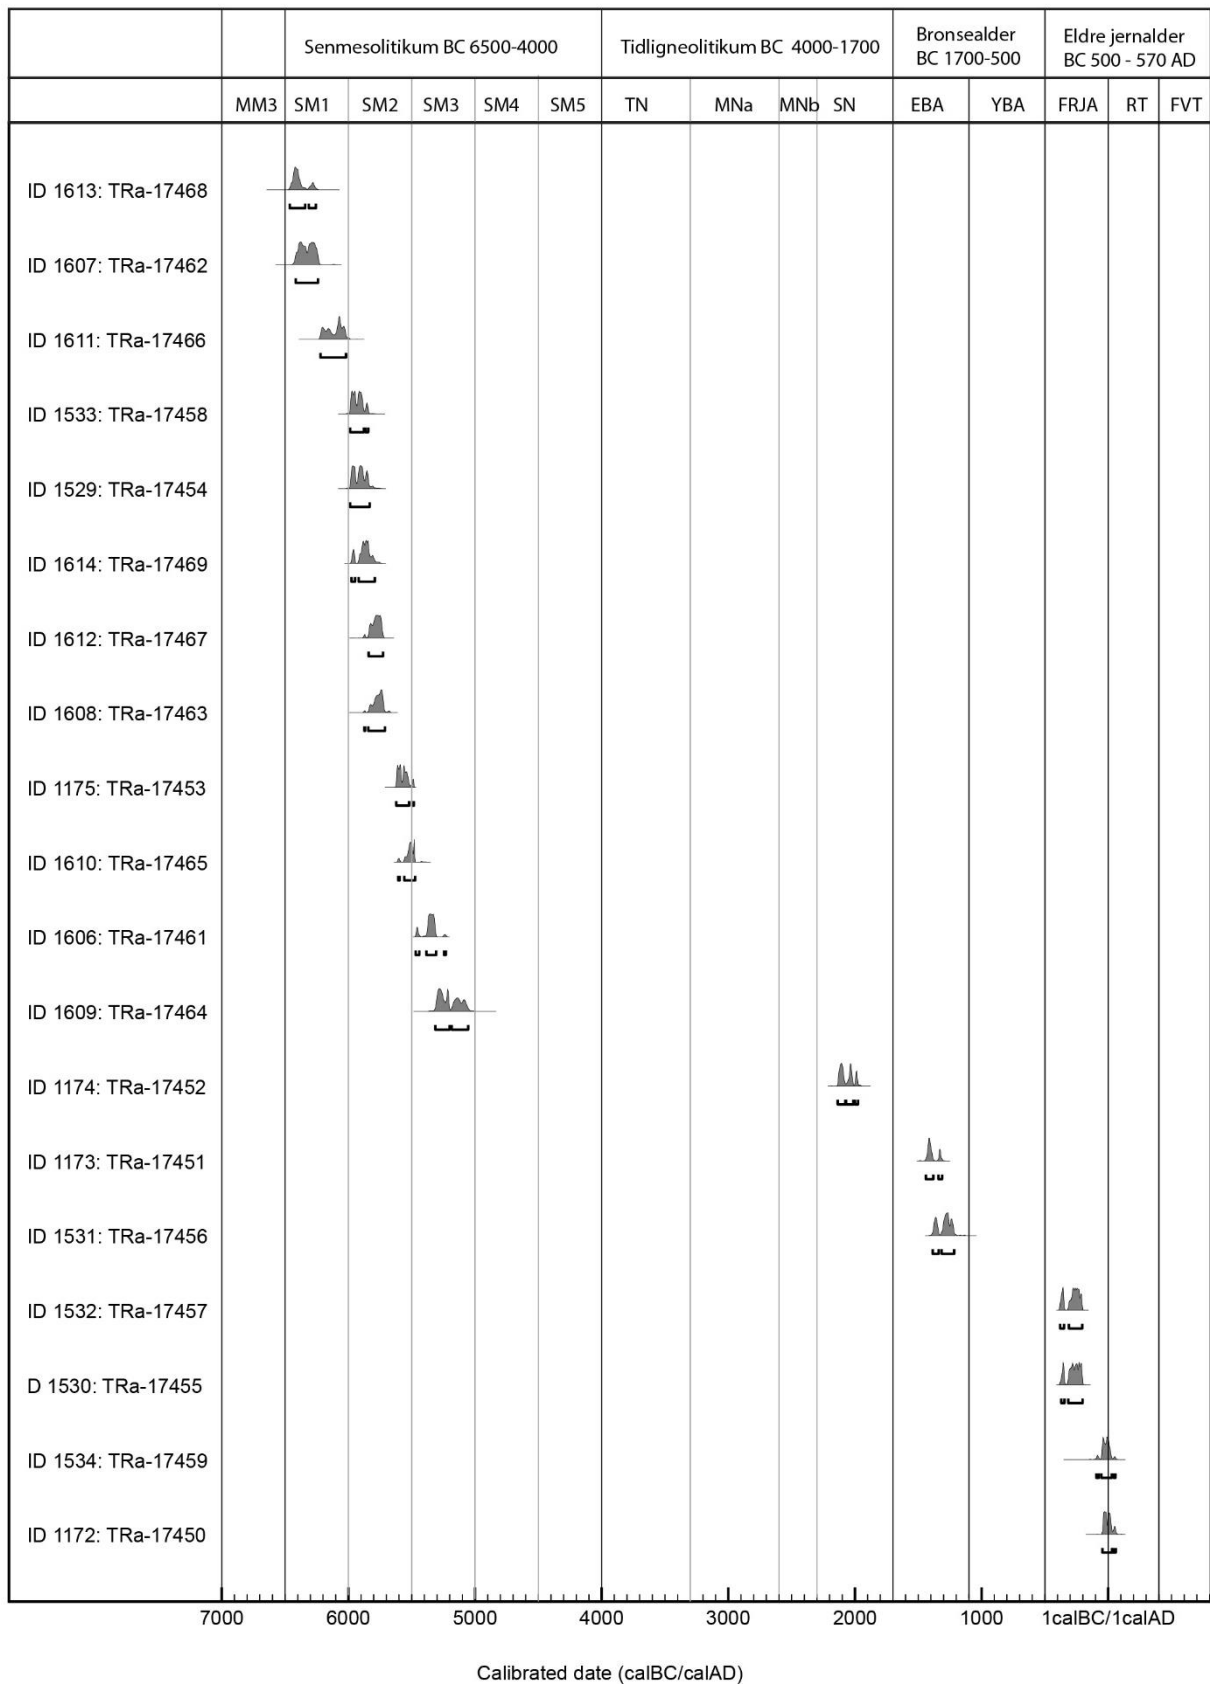 Senmesolitikum BC 6500-4000 Tidligneolitikum BC 4000-1700 Bronsealder BC 1700-500 Eldre jernalder BC 500 - 570 AD
MM3 SM1 SM2 SM3 SM4 SM5 TN MNa MNb SN EBA YBA FRJA RT FVT
ID 1613: TRa-17468
ID 1607: TRa-17462
ID 1611: TRa-17466
ID 1533: TRa-17458
ID 1529: TRa-17454
ID 1614: TRa-17469
ID 1612: TRa-17467
ID 1608: TRa-17463
ID 1175: TRa-17453
ID 1610: TRa-17465
ID 1606: TRa-17461
ID 1609: TRa-17464
ID 1174: TRa-17452
ID 1173: TRa-17451
ID 1531: TRa-17456
ID 1532: TRa-17457
D 1530: TRa-17455
ID 1534: TRa-17459
ID 1172: TRa-17450
7000 6000 5000 4000 3000 2000 1000 1calBC/1calAD
Calibrated date (calBC/calAD)